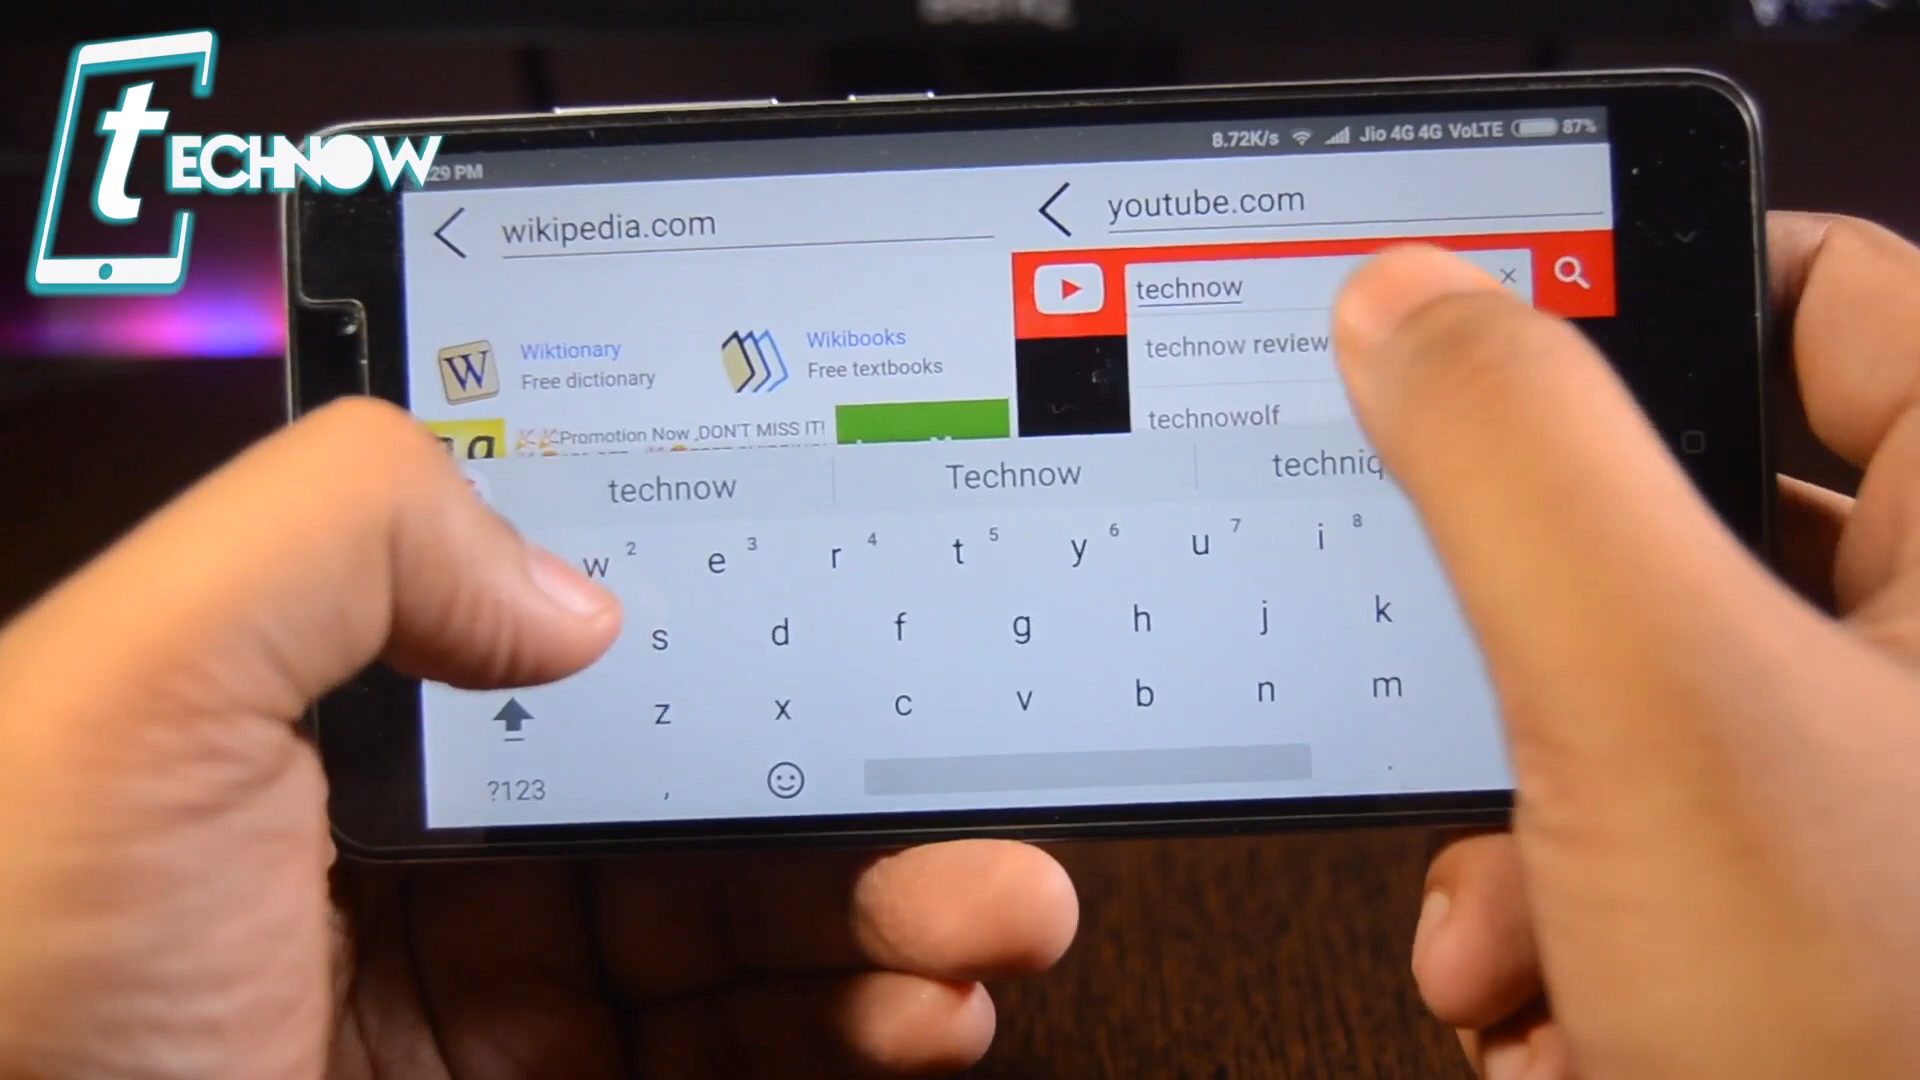 tECHNOW
29 PM
8.72K/s Jio 4G 4G VoLTE 87%
wikipedia.com
youtube.com
technow
technow review
technowolf
Wiktionary
Free dictionary
Wikibooks
Free textbooks
Promotion Now ,DON'T MISS IT!
technow Technow
w 2 e 3 r 4 t 5 y 6 u 7 i 8
s d f g h j k
z x c v b n m
?123 , .